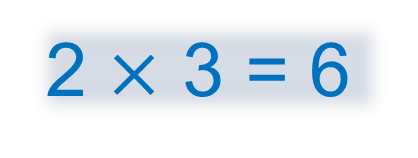 2 × 3 = 6